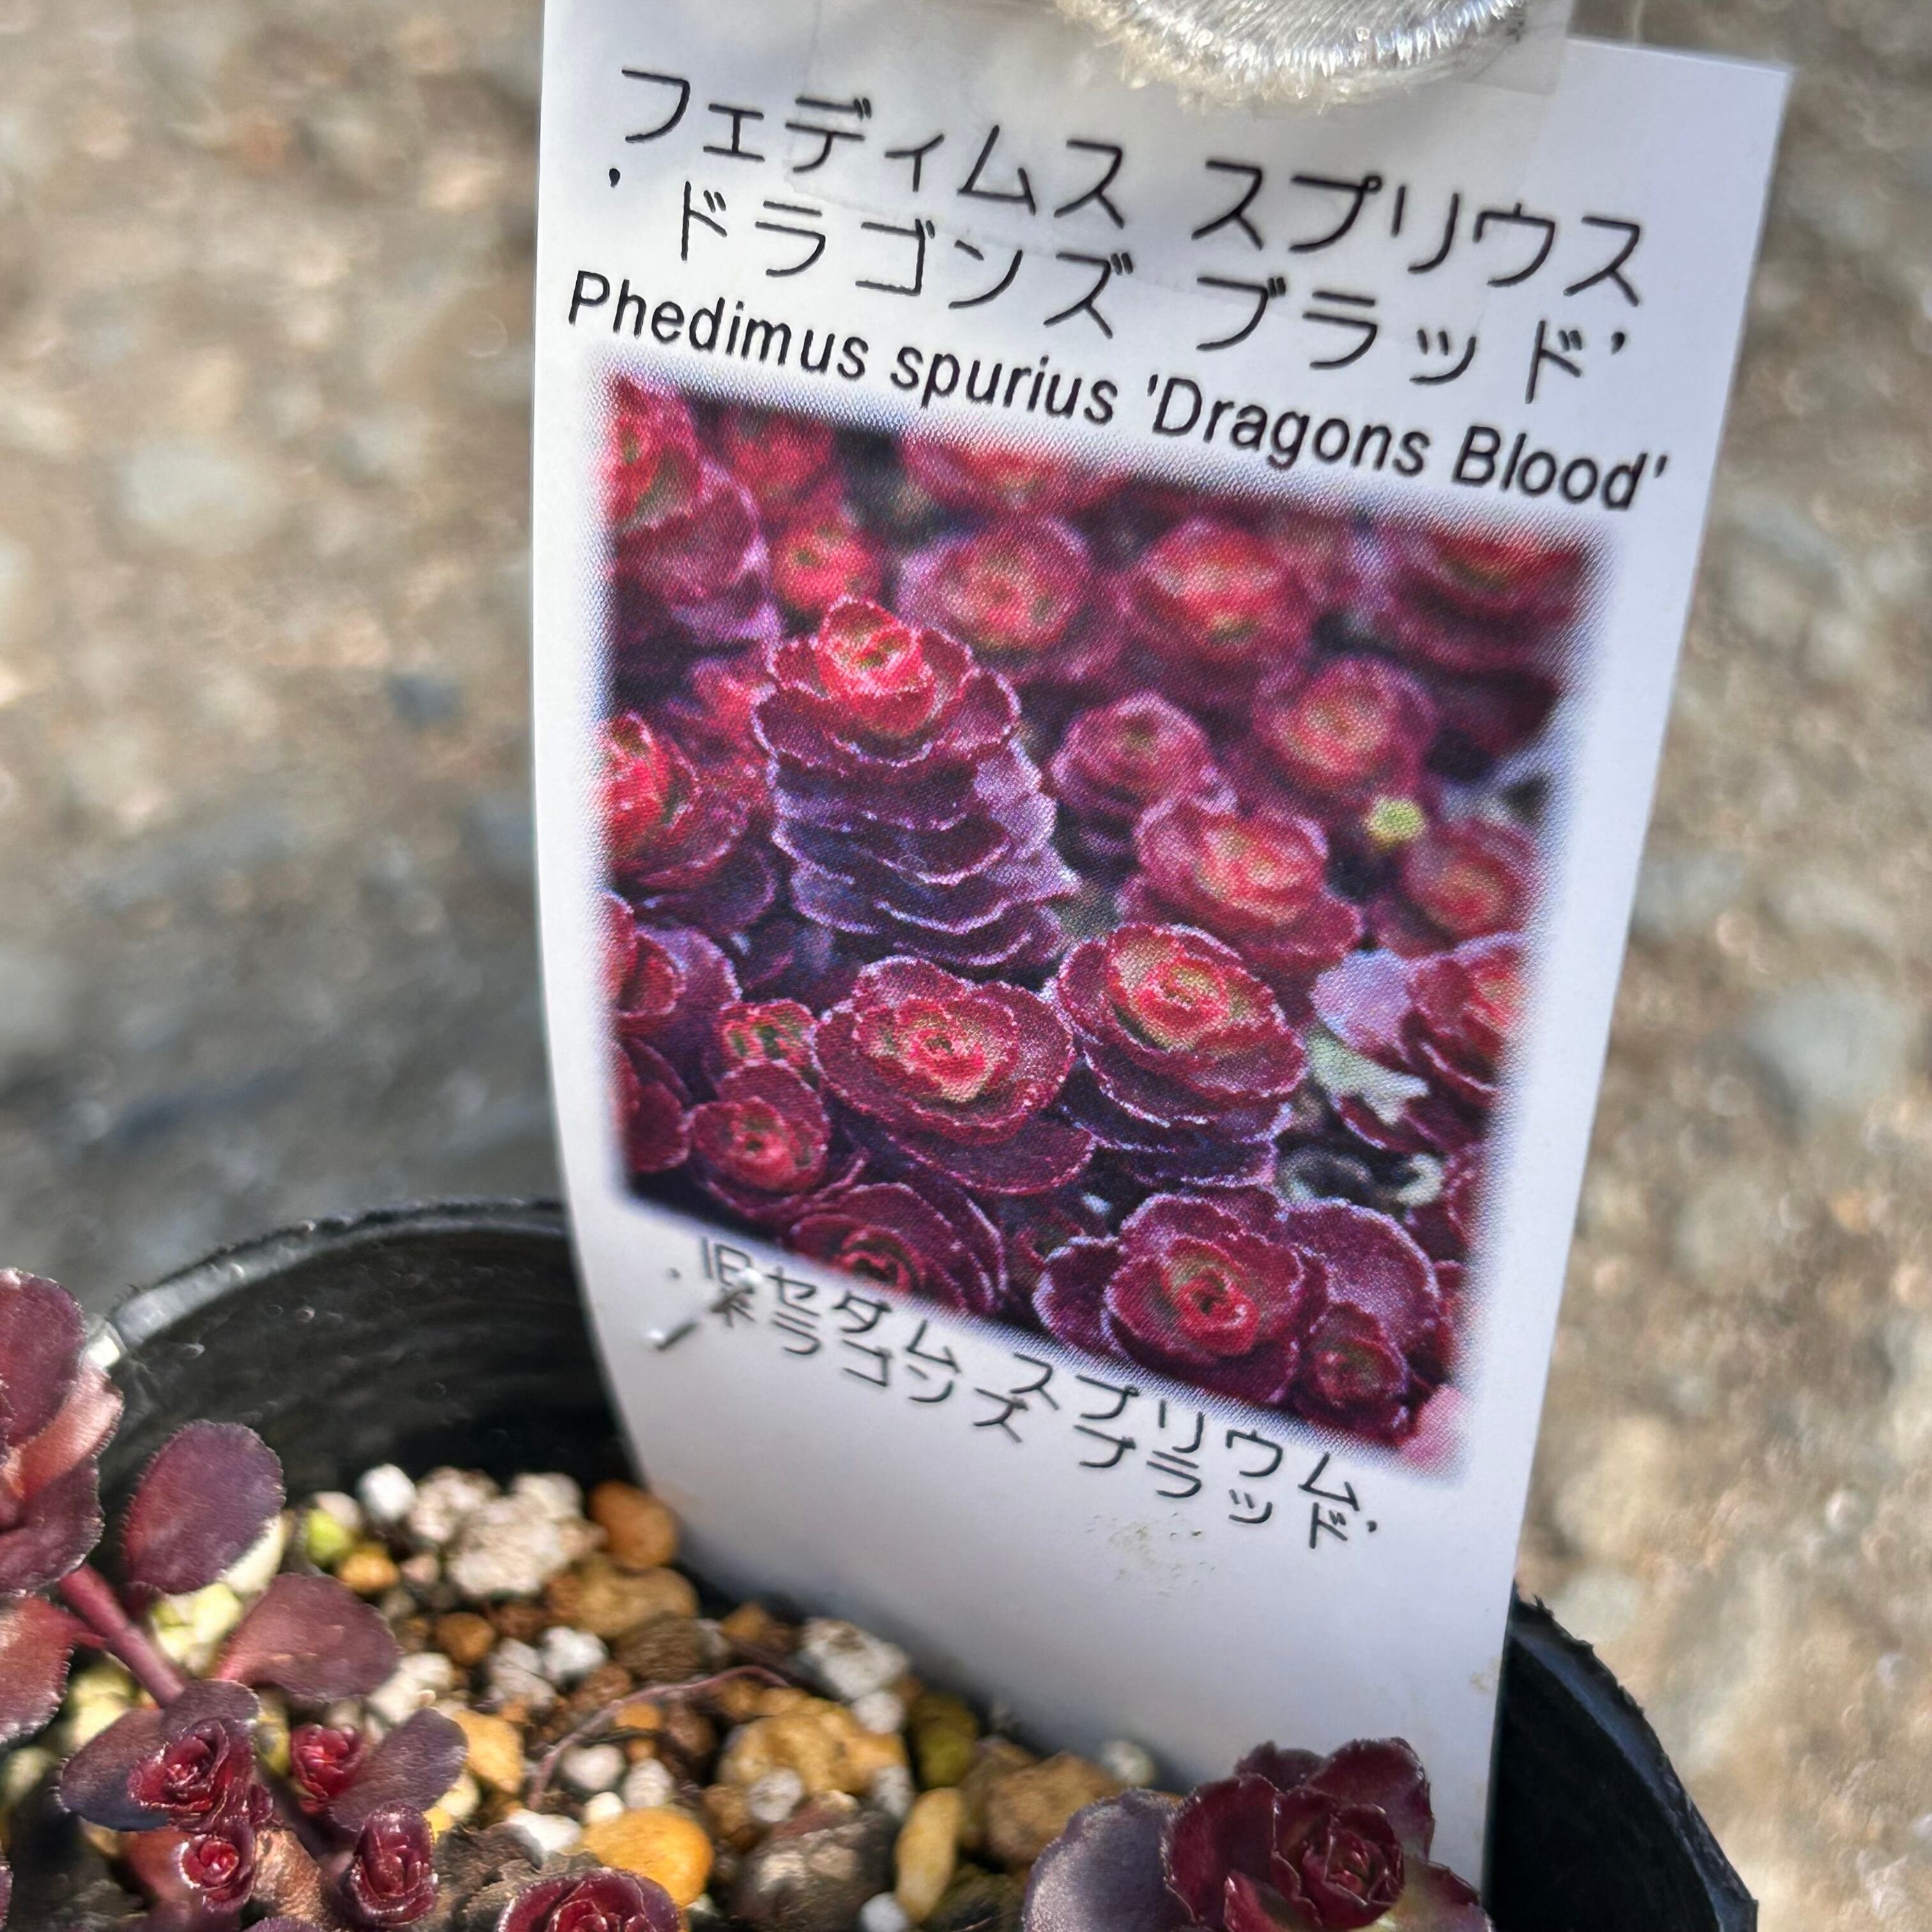 フェディムス スプリウス
'ドラゴンズ ブラッド'
Phedimus spurius 'Dragons Blood'
旧セダム スプリウム
ラゴンズ ブラッド'